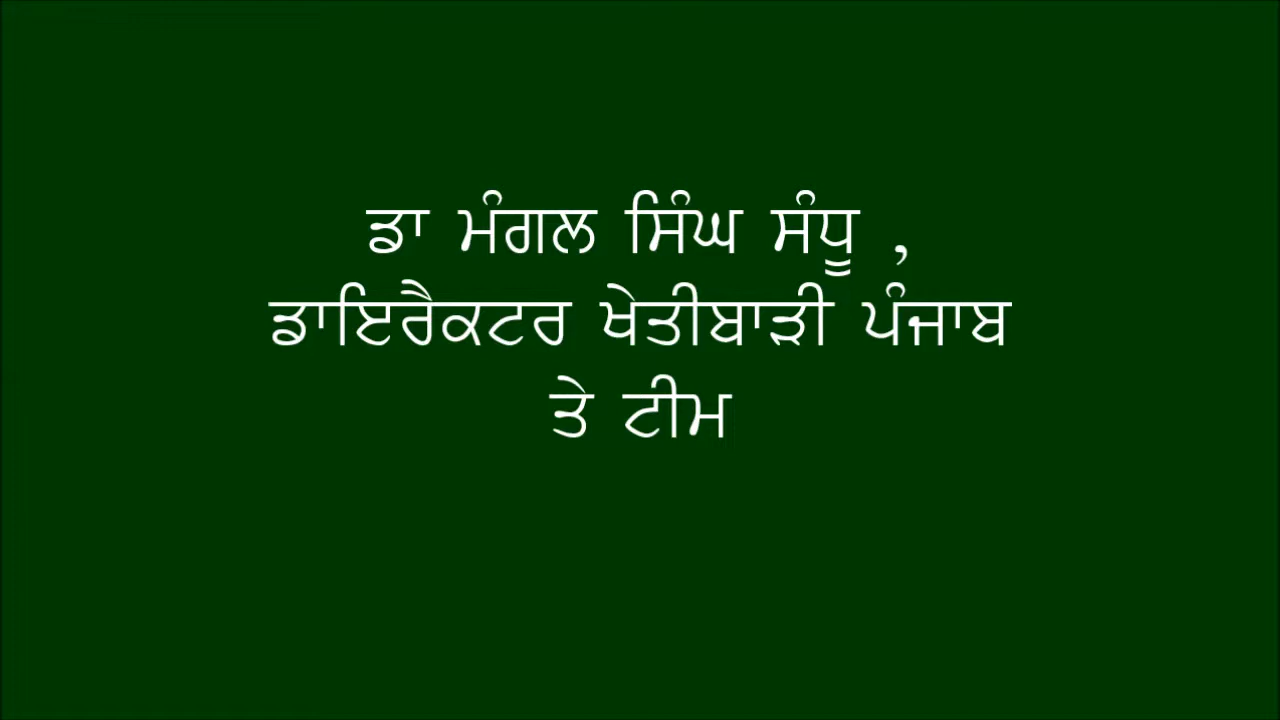 ਡਾ ਮੰਗਲ ਸਿੰਘ ਸੰਧੂ ,
ਡਾਇਰੈਕਟਰ ਖੇਤੀਬਾੜੀ ਪੰਜਾਬ
ਤੇ ਟੀਮ